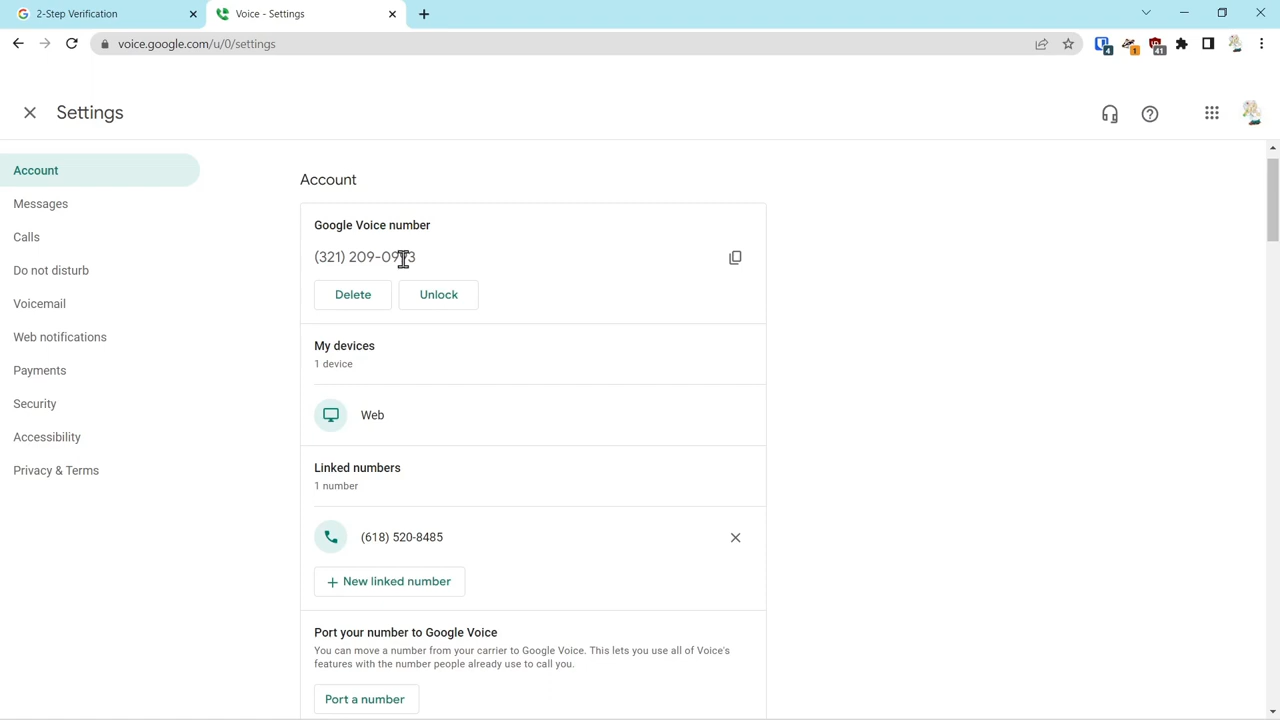 2-Step Verification
Voice - Settings
voice.google.com/u/0/settings
4
1
41
Settings
Account
Messages
Calls
Do not disturb
Voicemail
Web notifications
Payments
Security
Accessibility
Privacy & Terms
Account
Google Voice number
(321)
Delete
Unlock
My devices
1 device
Web
Linked numbers
1 number
(618) 520-8485
+ New linked number
Port your number to Google Voice
You can move a number from your carrier to Google Voice. This lets you use all of Voice's
features with the number people already use to call you.
Port a number